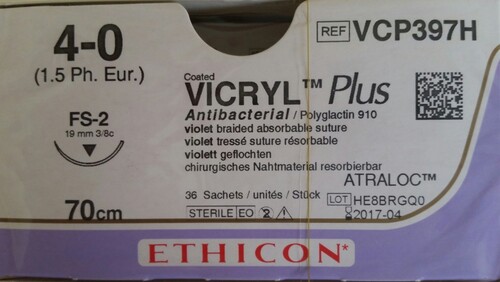 4-0
(1.5 Ph. Eur.)
REF VCP397H
Coated
VICRYL™ Plus
Antibacterial / Polyglactin 910
violet braided absorbable suture
violet tressé suture résorbable
violett geflochten
chirurgisches Nahtmaterial resorbierbar
FS-2
19 mm 3/8c
ATRALOC™
36 Sachets / unités / Stück
70cm
STERILE EO 2
LOT HE8BRGQ0
2017-04
ETHICON*